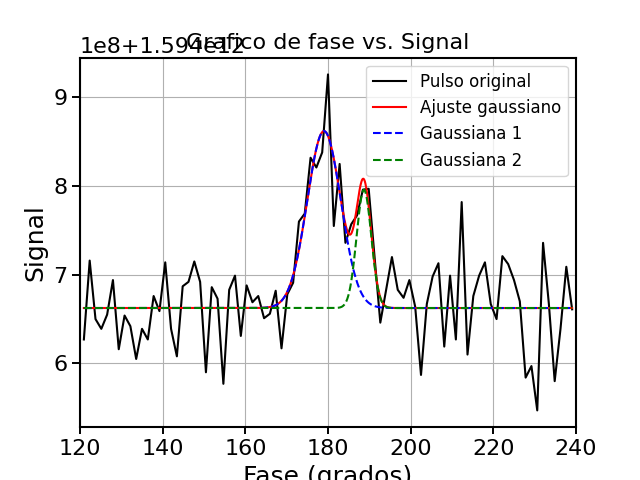 1e8+1.594e12
Grafico de fase vs. Signal
Pulso original
Ajuste gaussiano
Gaussiana 1
Gaussiana 2
Signal
9
8
7
6
120 140 160 180 200 220 240
Fase (grados)